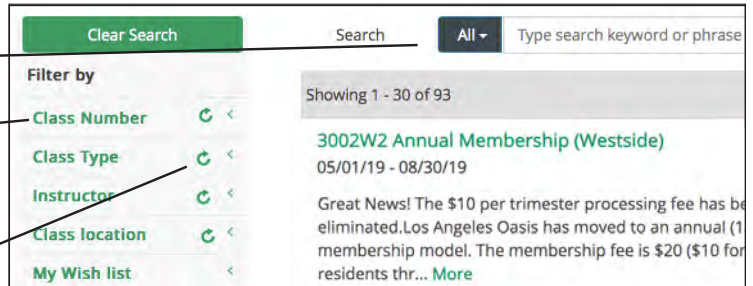 Clear Search
Filter by
Class Number
Class Type
Instructor
Class location
My Wish list
Search All Type search keyword or phrase
Showing 1 - 30 of 93
3002W2 Annual Membership (Westside)
05/01/19 - 08/30/19
Great News! The $10 per trimester processing fee has be
eliminated.Los Angeles Oasis has moved to an annual (1
membership model. The membership fee is $20 ($10 for
residents thr... More